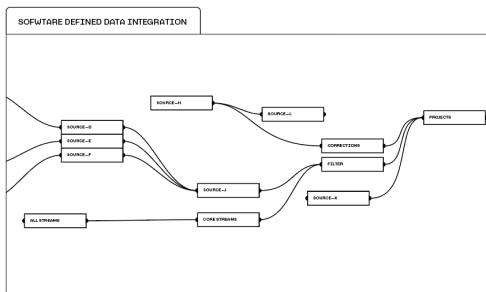 SOFWTARE DEFINED DATA INTEGRATION
SOURCE-H
SOURCE-L
PROJECTS
SOURCE-D
SOURCE-E
SOURCE-F
CORRECTIONS
FILTER
SOURCE-J
SOURCE-K
ALL STREAMS
CORE STREAMS